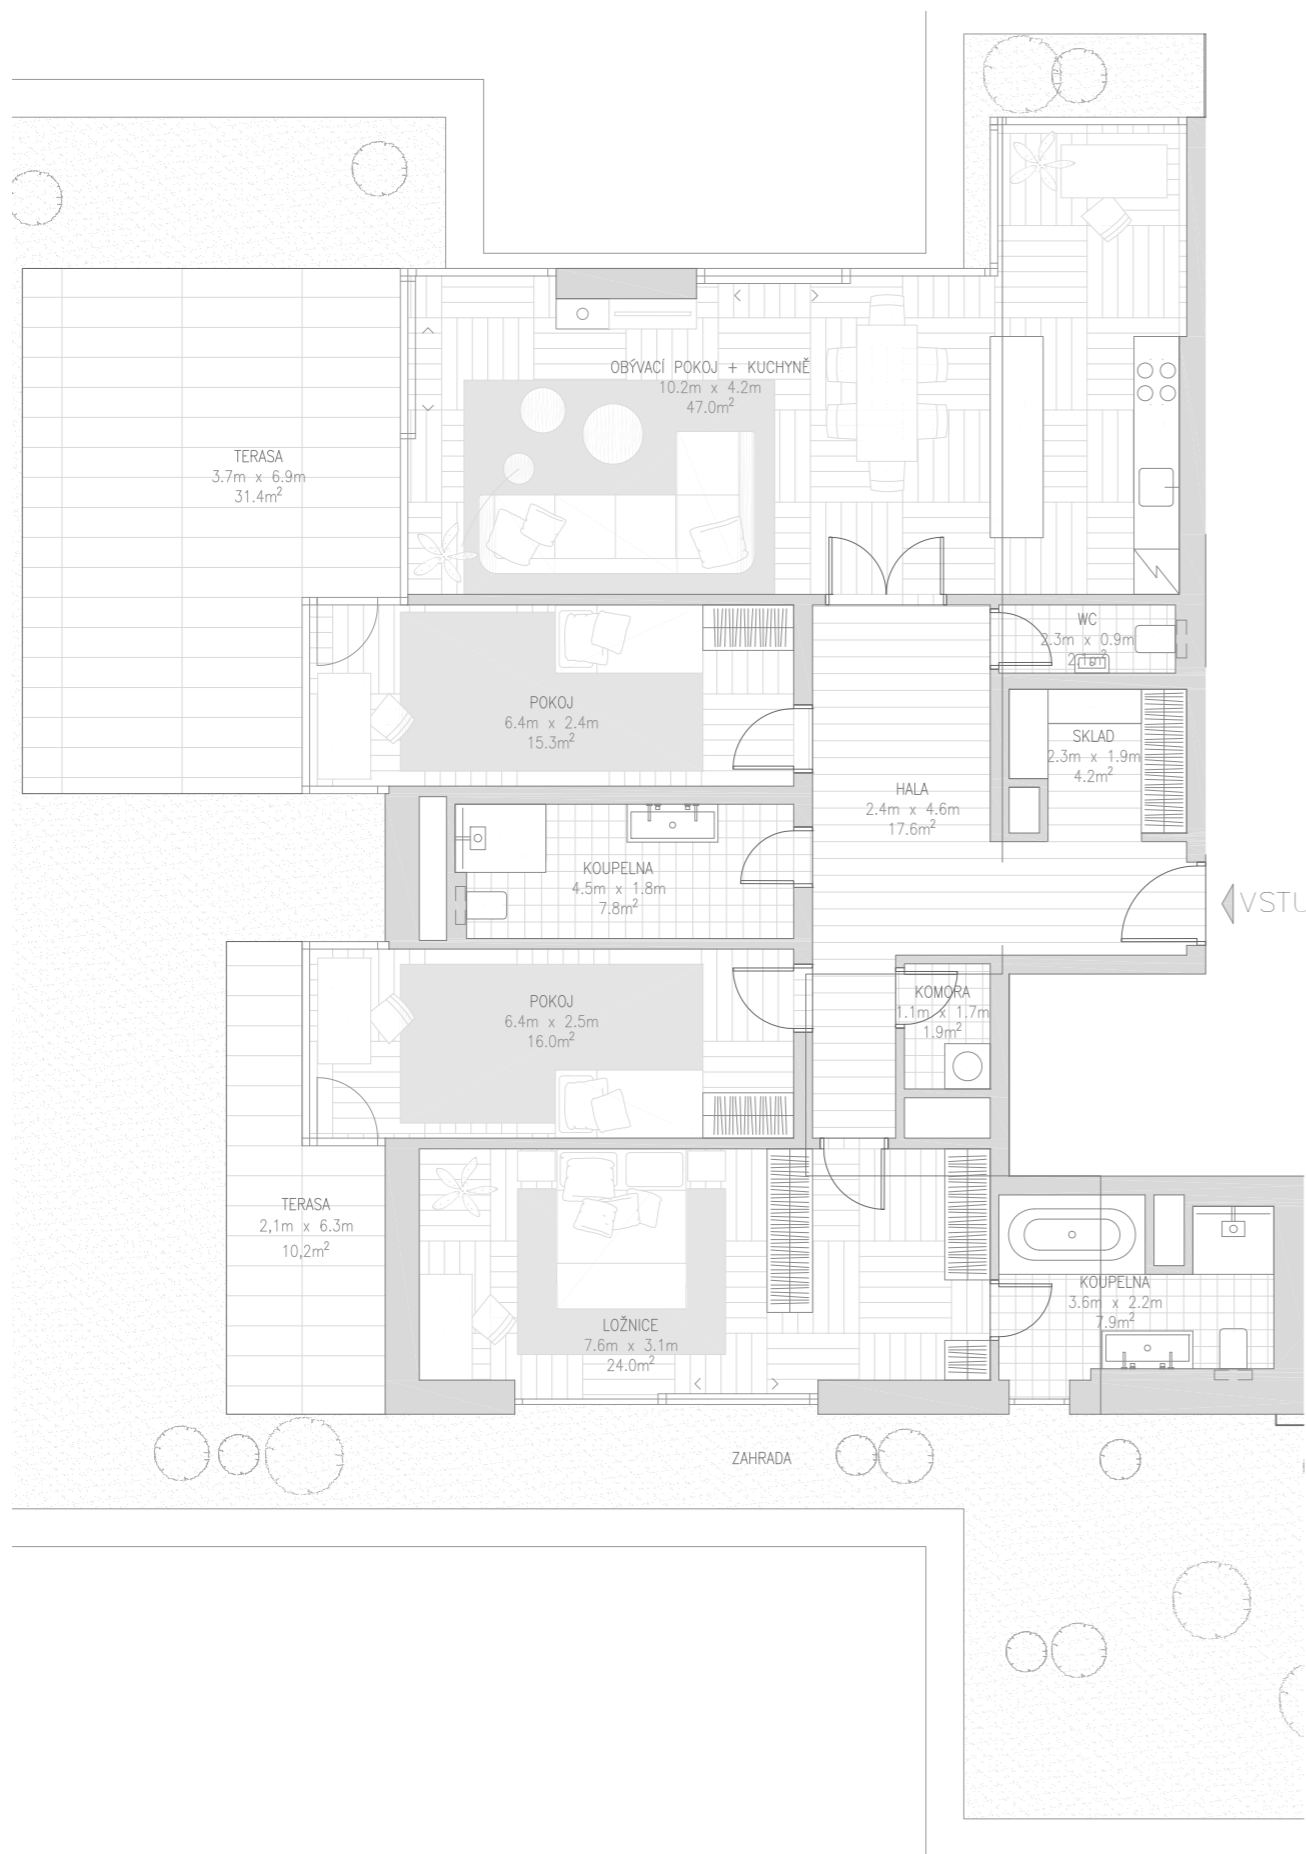 OBÝVACÍ POKOJ + KUCHYNĚ
10.2m x 4.2m
47.0m²
TERASA
3.7m x 6.9m
31.4m²
WC
2.3m x 0.9m
2.1m²
POKOJ
6.4m x 2.4m
15.3m²
SKLAD
2.3m x 1.9m
4.2m²
HALA
2.4m x 4.6m
17.6m²
KOUPELNA
4.5m x 1.8m
7.8m²
VSTU
POKOJ
6.4m x 2.5m
16.0m²
KOMORA
1.1m x 1.7m
1.9m²
TERASA
2,1m x 6.3m
10,2m²
KOUPELNA
3.6m x 2.2m
7.9m²
LOŽNICE
7.6m x 3.1m
24.0m²
ZAHRADA